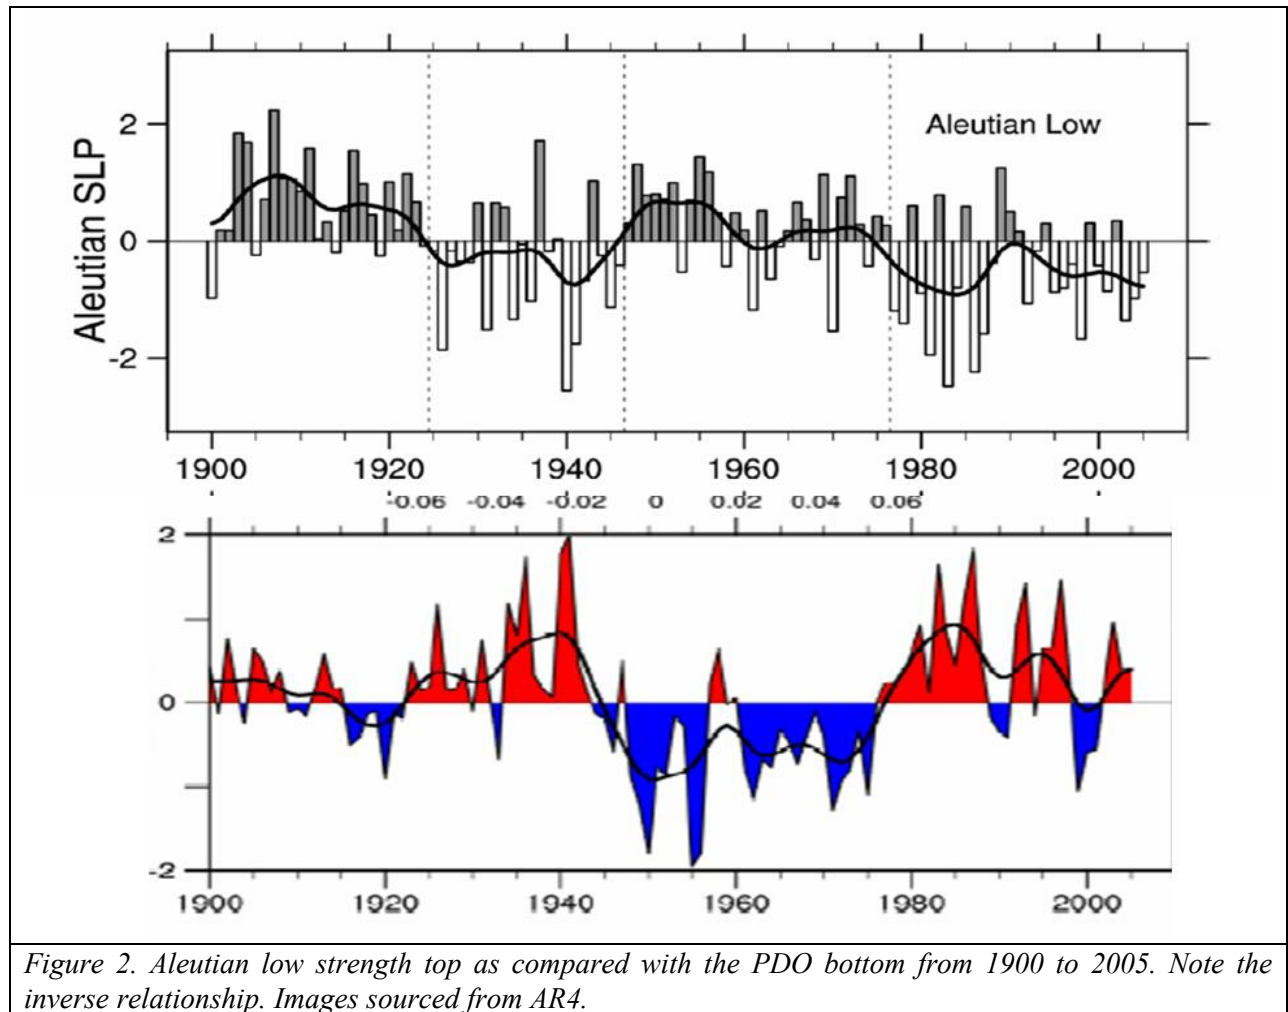 Aleutian Low
Aleutian SLP
2
0
-2
1900 1920 1940 1960 1980 2000
-0.06 -0.04 -0.02 0 0.02 0.04 0.06
2
0
-2
1900 1920 1940 1960 1980 2000
Figure 2. Aleutian low strength top as compared with the PDO bottom from 1900 to 2005. Note the
inverse relationship. Images sourced from AR4.